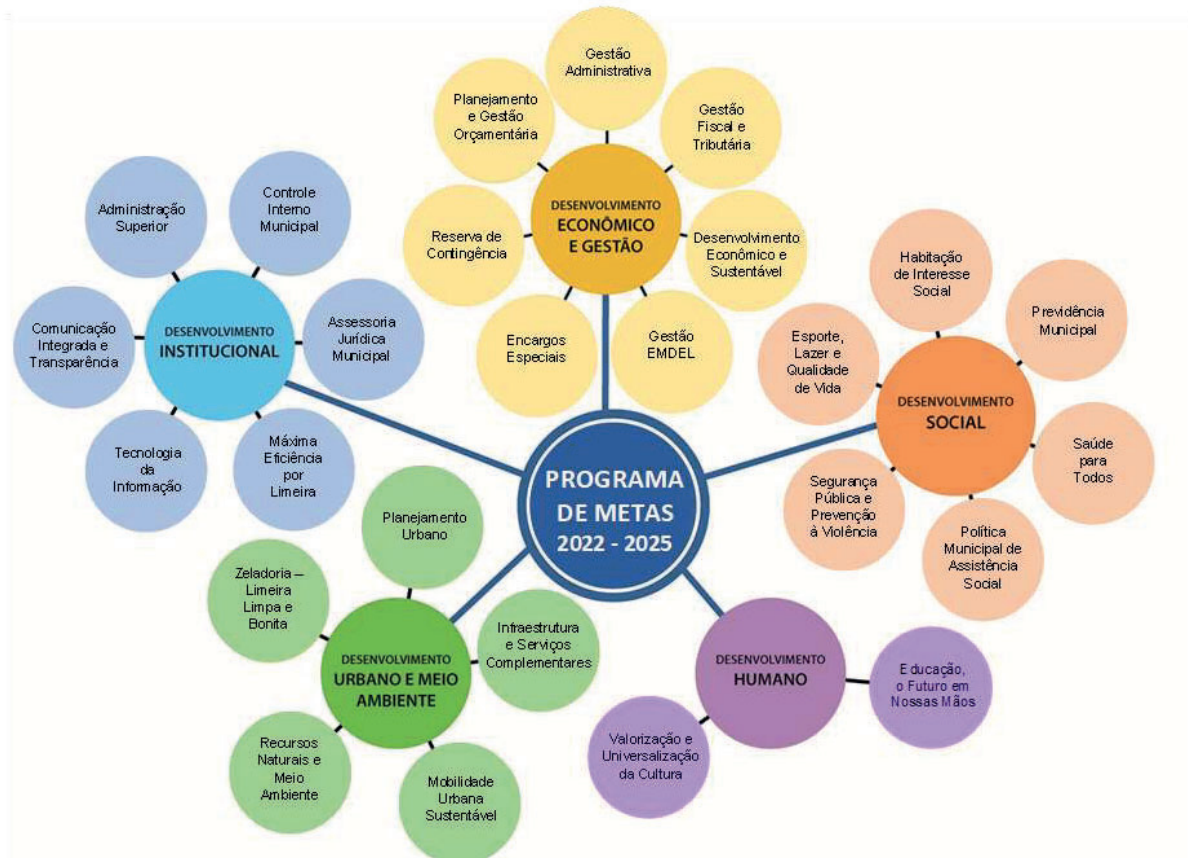 Gestão
Administrativa
Planejamento
e Gestão
Orçamentária
Gestão
Fiscal e
Tributária
DESENVOLVIMENTO
ECONÔMICO
E GESTÃO
Reserva de
Contingência
Desenvolvimento
Econômico e
Sustentável
Encargos
Especiais
Gestão
EMDEL
Administração
Superior
Controle
Interno
Municipal
Comunicação
Integrada e
Transparência
DESENVOLVIMENTO
INSTITUCIONAL
Assessoria
Jurídica
Municipal
Tecnologia
da
Informação
Máxima
Eficiência
por
Limeira
Habitação
de Interesse
Social
Previdência
Municipal
Esporte,
Lazer e
Qualidade
de Vida
DESENVOLVIMENTO
SOCIAL
Saúde
para
Todos
Segurança
Pública e
Prevenção
à Violência
Política
Municipal de
Assistência
Social
PROGRAMA
DE METAS
2022 - 2025
Planejamento
Urbano
Zeladoria –
Limeira
Limpa e
Bonita
Infraestrutura
e Serviços
Complementares
DESENVOLVIMENTO
URBANO E MEIO
AMBIENTE
Recursos
Naturais e
Meio
Ambiente
Mobilidade
Urbana
Sustentável
DESENVOLVIMENTO
HUMANO
Educação,
o Futuro em
Nossas Mãos
Valorização e
Universalização
da Cultura